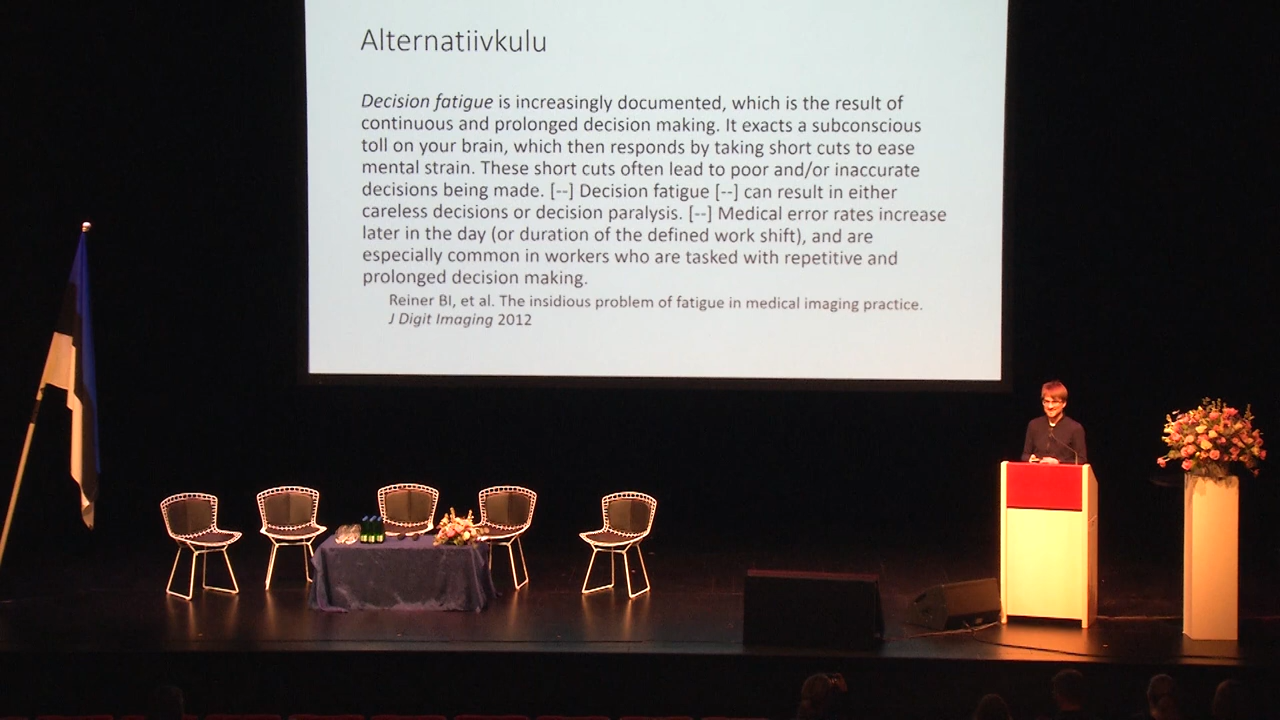 Alternatiivkulu
Decision fatigue is increasingly documented, which is the result of
continuous and prolonged decision making. It exacts a subconscious
toll on your brain, which then responds by taking short cuts to ease
mental strain. These short cuts often lead to poor and/or inaccurate
decisions being made. [--] Decision fatigue [--] can result in either
careless decisions or decision paralysis. [--] Medical error rates increase
later in the day (or duration of the defined work shift), and are
especially common in workers who are tasked with repetitive and
prolonged decision making.
Reiner BI, et al. The insidious problem of fatigue in medical imaging practice.
J Digit Imaging 2012